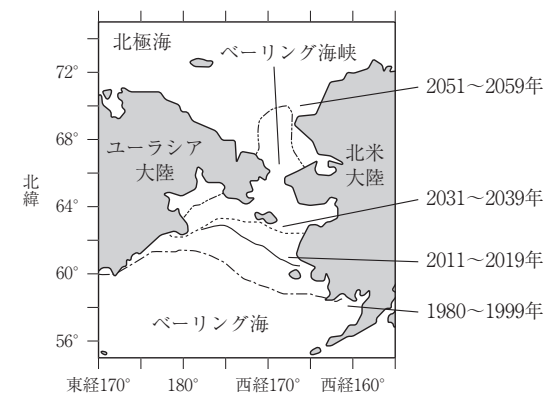 北極海
ベーリング海峡
72°
2051~2059年
68°
ユーラシア
大陸
北米
大陸
北緯
64°
2031~2039年
2011~2019年
60°
1980~1999年
ベーリング海
56°
東経170°
180°
西経170°
西経160°